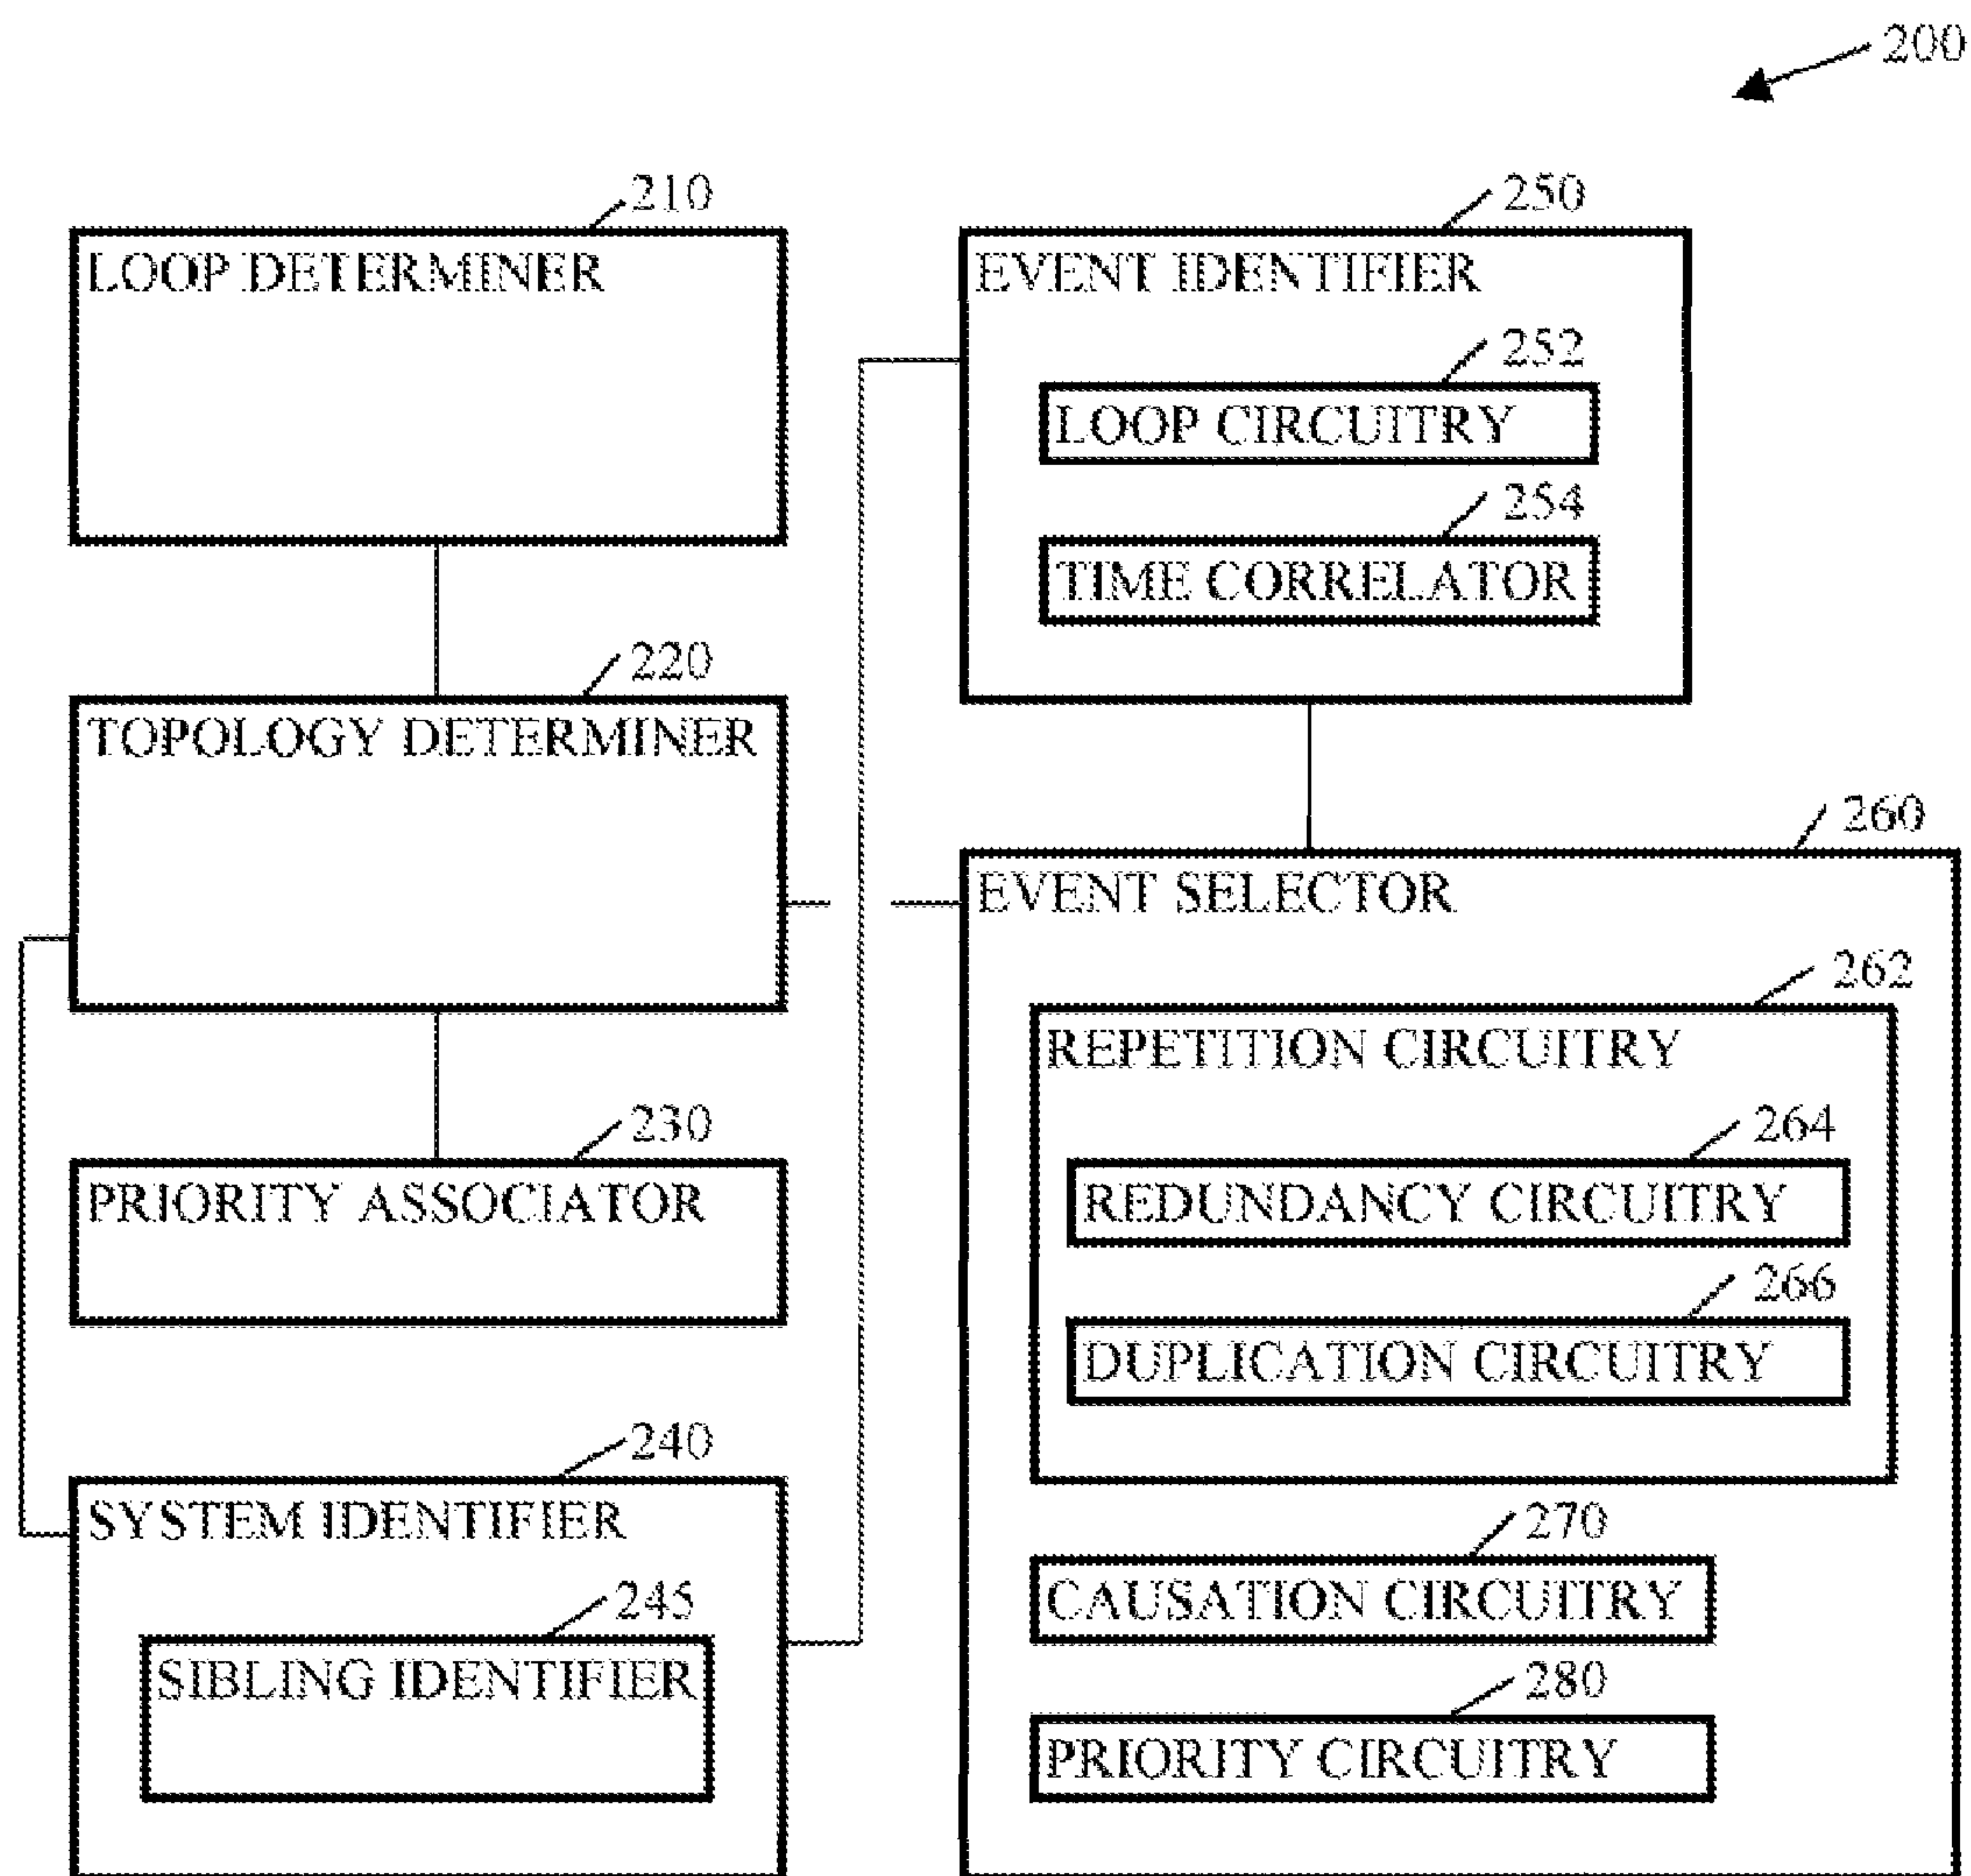 200
210
LOOP DETERMINER
220
TOPOLOGY DETERMINER
230
PRIORITY ASSOCIATOR
240
SYSTEM IDENTIFIER
245
SIBLING IDENTIFIER
250
EVENT IDENTIFIER
252
LOOP CIRCUITRY
254
TIME CORRELATOR
260
EVENT SELECTOR
262
REPETITION CIRCUITRY
264
REDUNDANCY CIRCUITRY
266
DUPLICATION CIRCUITRY
270
CAUSATION CIRCUITRY
280
PRIORITY CIRCUITRY